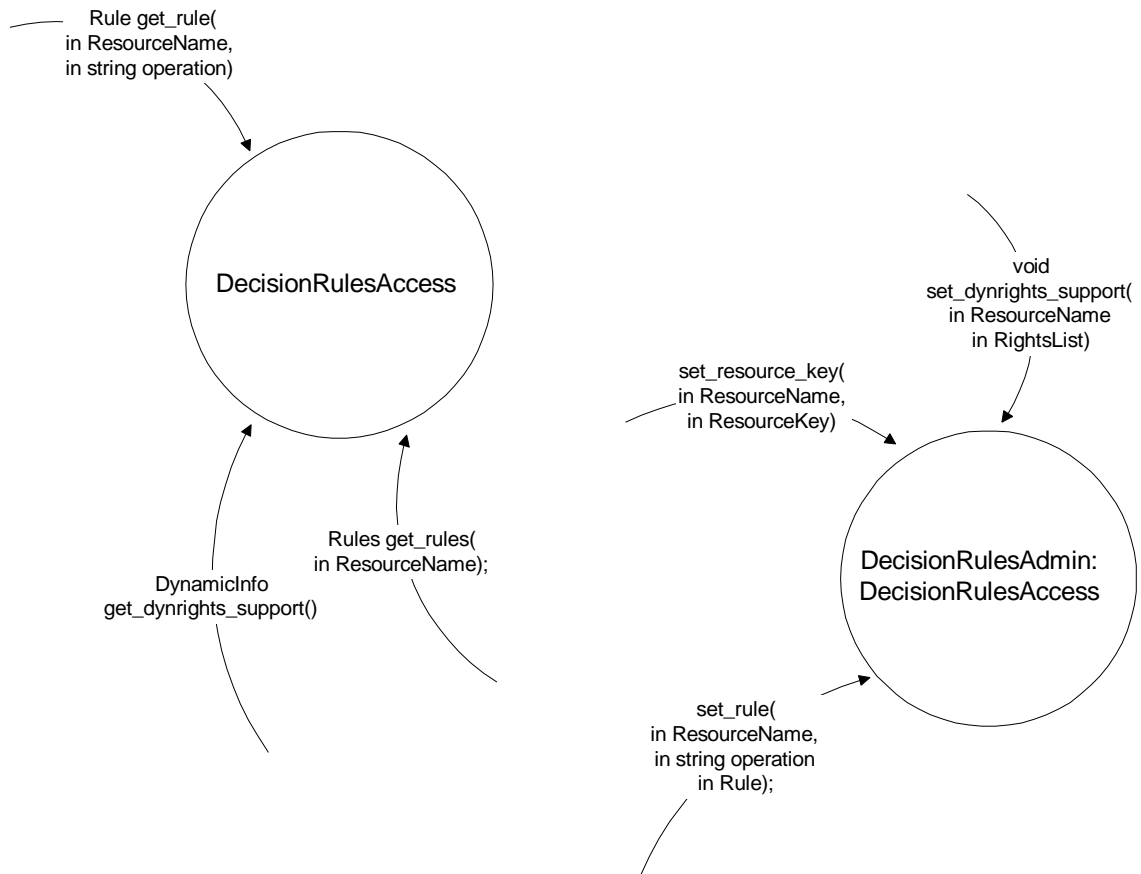 Rule get_rule(
in ResourceName,
in string operation)
DecisionRulesAccess
Rules get_rules(
in ResourceName);
DynamicInfo
get_dynrights_support()
void
set_dynrights_support(
in ResourceName
in RightsList)
set_resource_key(
in ResourceName,
in ResourceKey)
DecisionRulesAdmin:
DecisionRulesAccess
set_rule(
in ResourceName,
in string operation
in Rule);